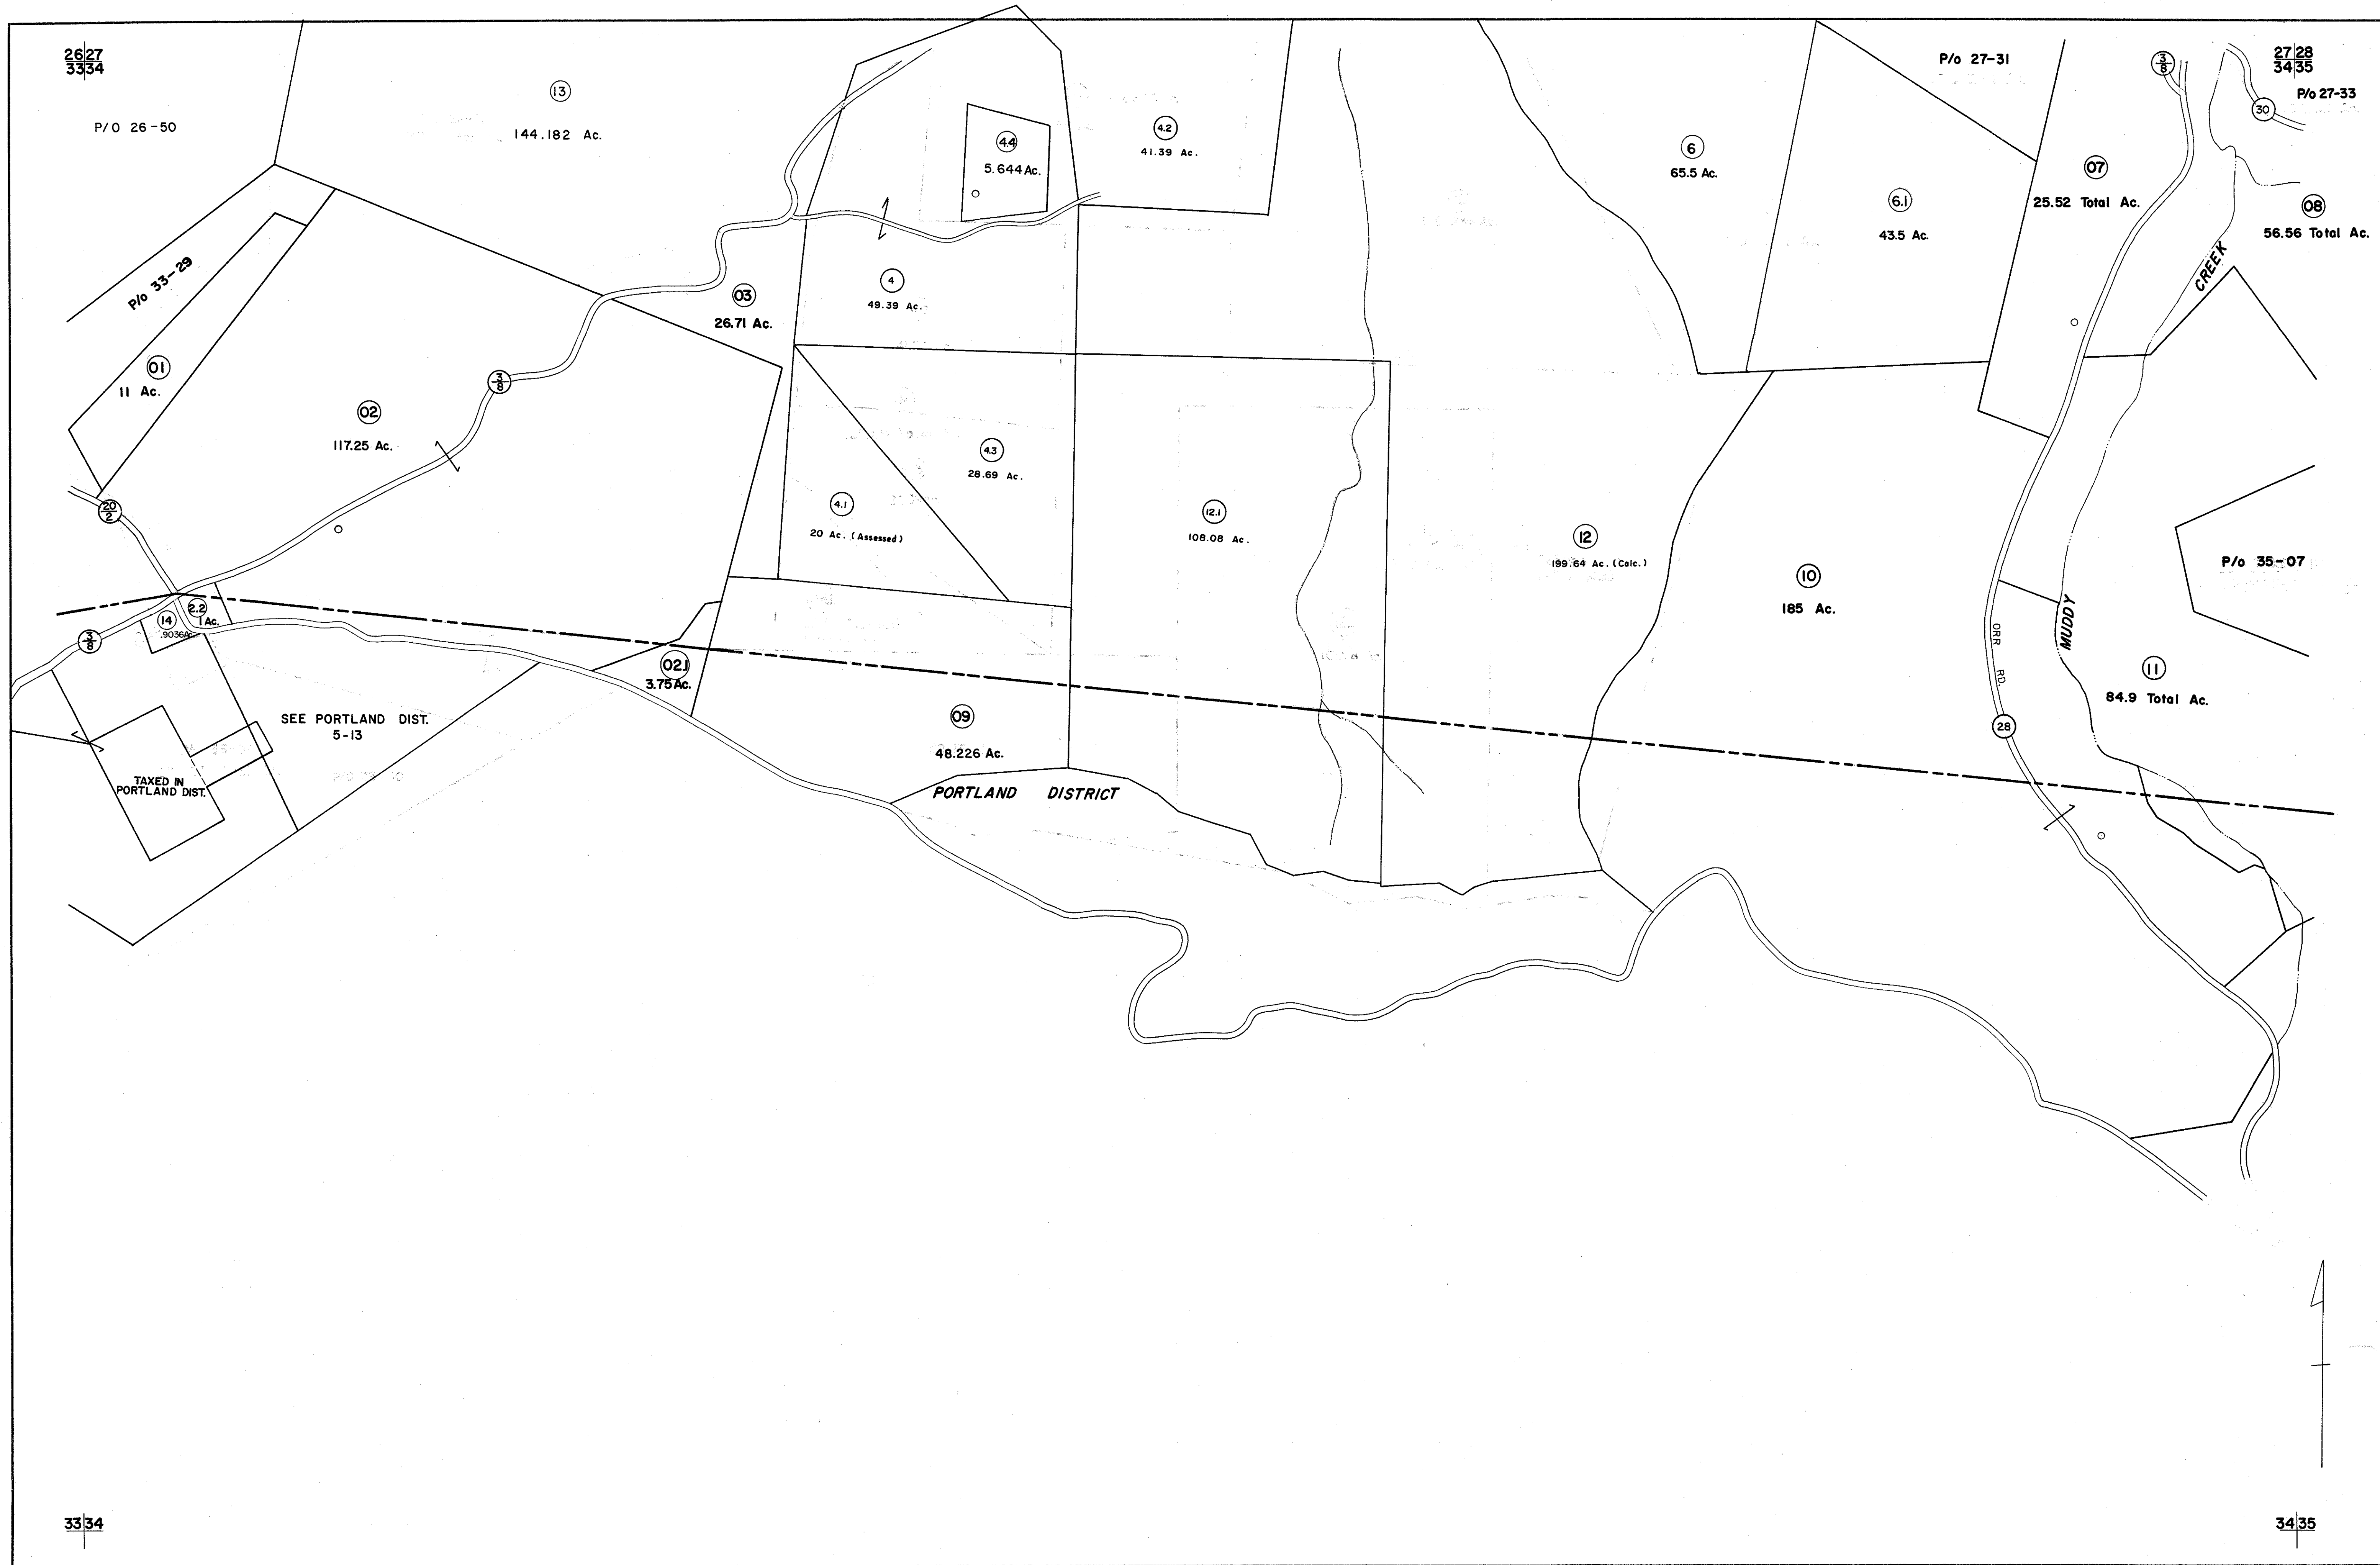 26 27
33 34
P/O 26-50
13
144.182 Ac.
4.4
5.644 Ac.
4.2
41.39 Ac.
6
65.5 Ac.
P/o 27-31
3/8
27 28
34 35
P/o 27-33
30
07
25.52 Total Ac.
6.1
43.5 Ac.
08
56.56 Total Ac.
CREEK
P/o 33-29
03
26.71 Ac.
4
49.39 Ac.
01
11 Ac.
02
117.25 Ac.
3/8
4.3
28.69 Ac.
4.1
20 Ac. (Assessed)
12.1
108.08 Ac.
12
199.64 Ac. (Calc.)
10
185 Ac.
P/o 35-07
20/2
2.2
1 Ac.
14
.9036Ac.
3/8
ORR RD.
MUDDY
02.1
3.75 Ac.
11
84.9 Total Ac.
SEE PORTLAND DIST.
5-13
09
48.226 Ac.
28
TAXED IN
PORTLAND DIST.
PORTLAND DISTRICT
33 34
34 35